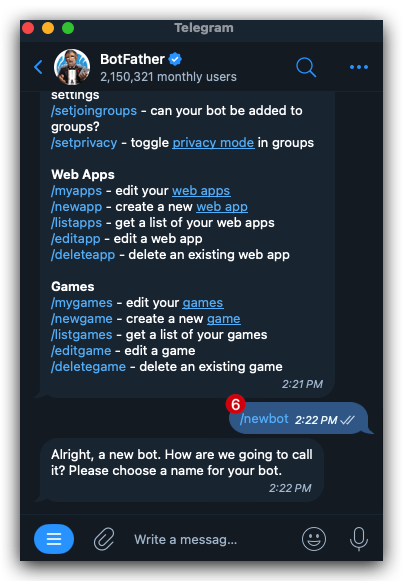 Telegram
BotFather
2,150,321 monthly users
settings
/setjoingroups - can your bot be added to
groups?
/setprivacy - toggle privacy mode in groups
Web Apps
/myapps - edit your web apps
/newapp - create a new web app
/listapps - get a list of your web apps
/editapp - edit a web app
/deleteapp - delete an existing web app
Games
/mygames - edit your games
/newgame - create a new game
/listgames - get a list of your games
/editgame - edit a game
/deletegame - delete an existing game
2:21 PM
6
/newbot 2:22 PM
Alright, a new bot. How are we going to call
it? Please choose a name for your bot.
2:22 PM
Write a messag...